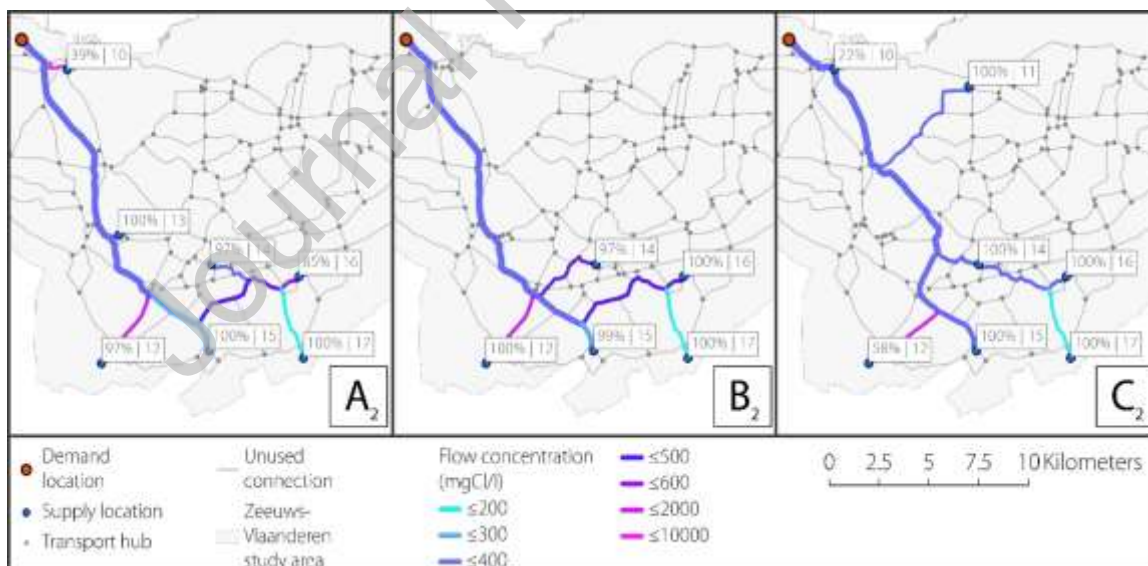 39% | 10
100% | 13
97% | 14
85% | 16
100% | 15
97% | 12
100% | 17
A2
97% | 14
100% | 16
99% | 15
100% | 12
100% | 17
B2
22% | 10
100% | 11
100% | 14
100% | 16
100% | 15
58% | 12
100% | 17
C2
Journal
Demand
location
Supply location
Transport hub
Unused
connection
Zeeuws-
Vlaanderen
study area
Flow concentration
(mgCl/l)
≤200
≤300
≤400
≤500
≤600
≤2000
≤10000
0 2.5 5 7.5 10 Kilometers